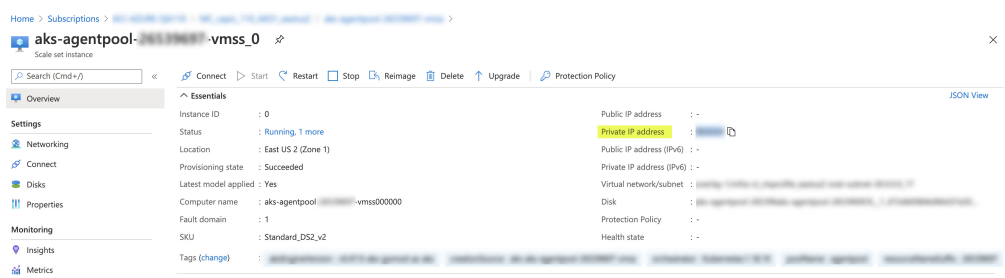 Home > Subscriptions >
aks-agentpool- -vmss_0
Scale set instance
Search (Cmd+/)
Overview
Settings
Networking
Connect
Disks
Properties
Monitoring
Insights
Metrics
Connect Start Restart Stop Reimage Delete Upgrade Protection Policy
Essentials
JSON View
Instance ID : 0
Status : Running, 1 more
Location : East US 2 (Zone 1)
Provisioning state : Succeeded
Latest model applied : Yes
Computer name : aks-agentpool -vmss000000
Fault domain : 1
SKU : Standard_DS2_v2
Tags (change) :
Public IP address : -
Private IP address :
Public IP address (IPv6) : -
Private IP address (IPv6) : -
Virtual network/subnet :
Disk :
Protection Policy : -
Health state : -